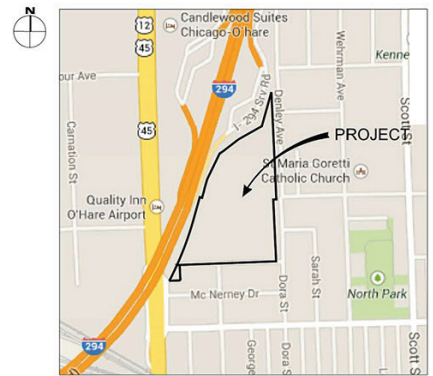 N
12
45
Candlewood Suites
Chicago-O'hare
our Ave
294
I-294 Srv Rd
Denley Ave
Wehrman Ave
Kenne
Scott St
Carnation St
45
PROJECT
St Maria Goretti
Catholic Church
Quality Inn
O'Hare Airport
Mc Nerney Dr
Dora St
Sarah St
North Park
294
George
Dora S
Scott S